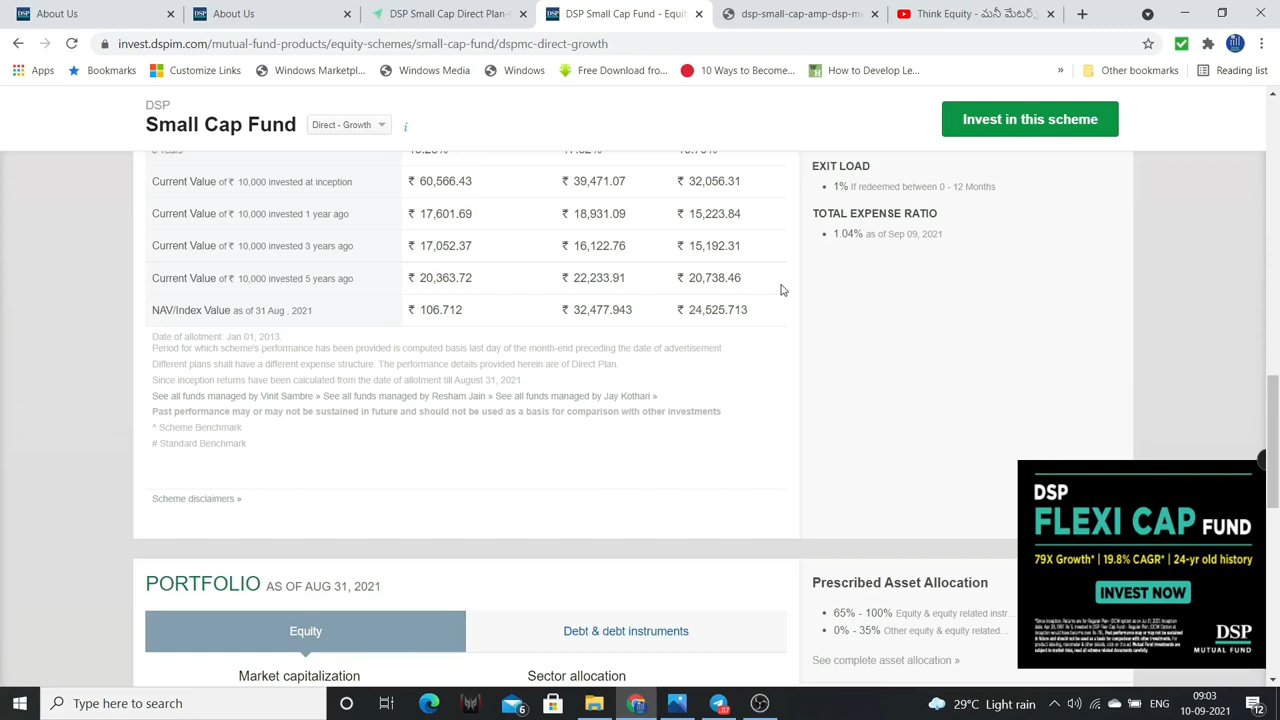 DSP Quant Fund - Direct Plan
DSP Small Cap Direct Plan-
DSP Small Cap Fund - Equity
dsp-small-cap-dsp-m
YouTube - మనీ మాటర్
invest.dspim.com/mutual-fund-products/equity-schemes/small-cap-fund/dspmc-direct-growth
Apps
Bookmarks
Customize Links
Windows Marketpl...
Windows Media
Windows
Free Download fro...
10 Ways to Become...
How to Develop Le...
»
Other bookmarks
Reading list
DSP
Small Cap Fund
Direct - Growth
i
Invest in this scheme
Current Value of ₹ 10,000 invested at inception ₹ 60,566.43 ₹ 39,471.07 ₹ 32,056.31
Current Value of ₹ 10,000 invested 1 year ago ₹ 17,601.69 ₹ 18,931.09 ₹ 15,223.84
Current Value of ₹ 10,000 invested 3 years ago ₹ 17,052.37 ₹ 16,122.76 ₹ 15,192.31
Current Value of ₹ 10,000 invested 5 years ago ₹ 20,363.72 ₹ 22,233.91 ₹ 20,738.46
NAV/Index Value as of 31 Aug , 2021 ₹ 106.712 ₹ 32,477.943 ₹ 24,525.713
Date of allotment: Jan 01, 2013.
Period for which scheme's performance has been provided is computed basis last day of the month-end preceding the date of advertisement
Different plans shall have a different expense structure. The performance details provided herein are of Direct Plan.
Since inception returns have been calculated from the date of allotment till August 31, 2021
See all funds managed by Vinit Sambre » See all funds managed by Resham Jain » See all funds managed by Jay Kothari »
Past performance may or may not be sustained in future and should not be used as a basis for comparison with other investments
^ Scheme Benchmark
# Standard Benchmark
Scheme disclaimers »
EXIT LOAD
1% If redeemed between 0 - 12 Months
TOTAL EXPENSE RATIO
1.04% as of Sep 09, 2021
PORTFOLIO AS OF AUG 31, 2021
Equity
Debt & debt instruments
Market capitalization
Sector allocation
Prescribed Asset Allocation
65% - 100% Equity & equity related instr...
0% - 35% Other equity & equity related...
See complete asset allocation »
DSP
FLEXI CAP FUND
79X Growth* | 19.8% CAGR* | 24-yr old history
INVEST NOW
DSP
MUTUAL FUND
Type here to search
6
07
29°C Light rain
ENG
09:03
10-09-2021
12